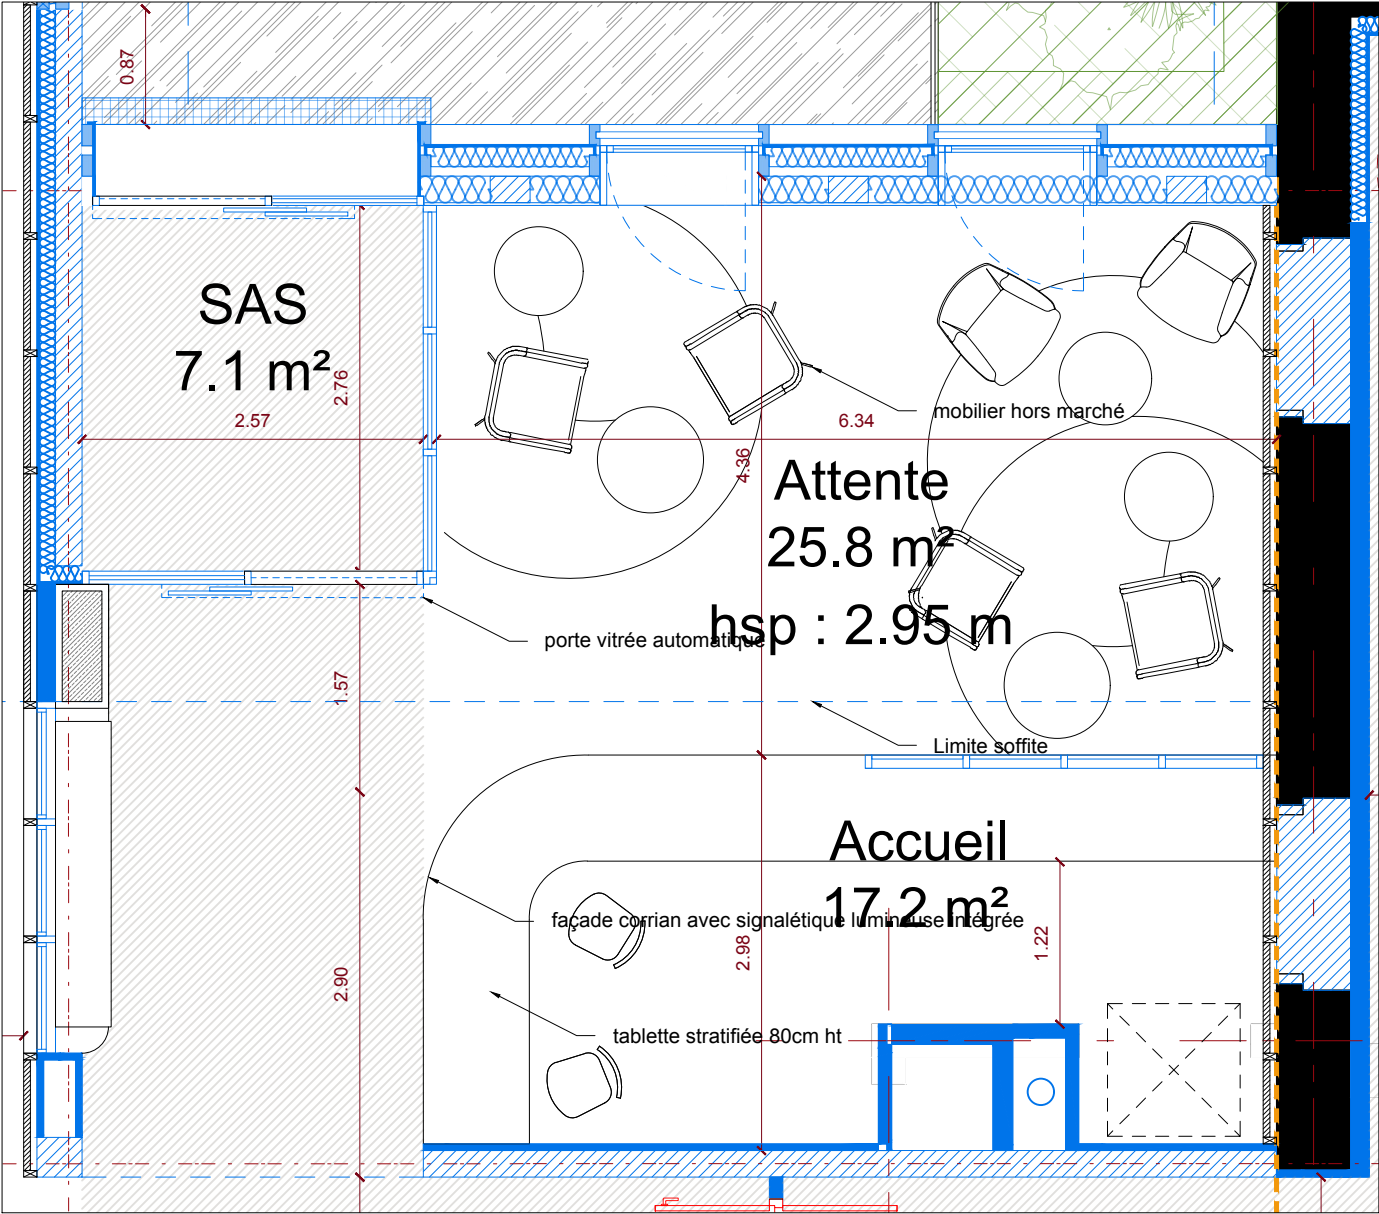 0.87
SAS
7.1 m²
2.76
2.57
6.34
mobilier hors marché
4.36
Attente
25.8 m²
hsp : 2.95 m
porte vitrée automatique
1.57
Limite soffite
Accueil
17.2 m²
façade corrian avec signalétique lumineuse intégrée
2.98
1.22
2.90
tablette stratifiée 80cm ht